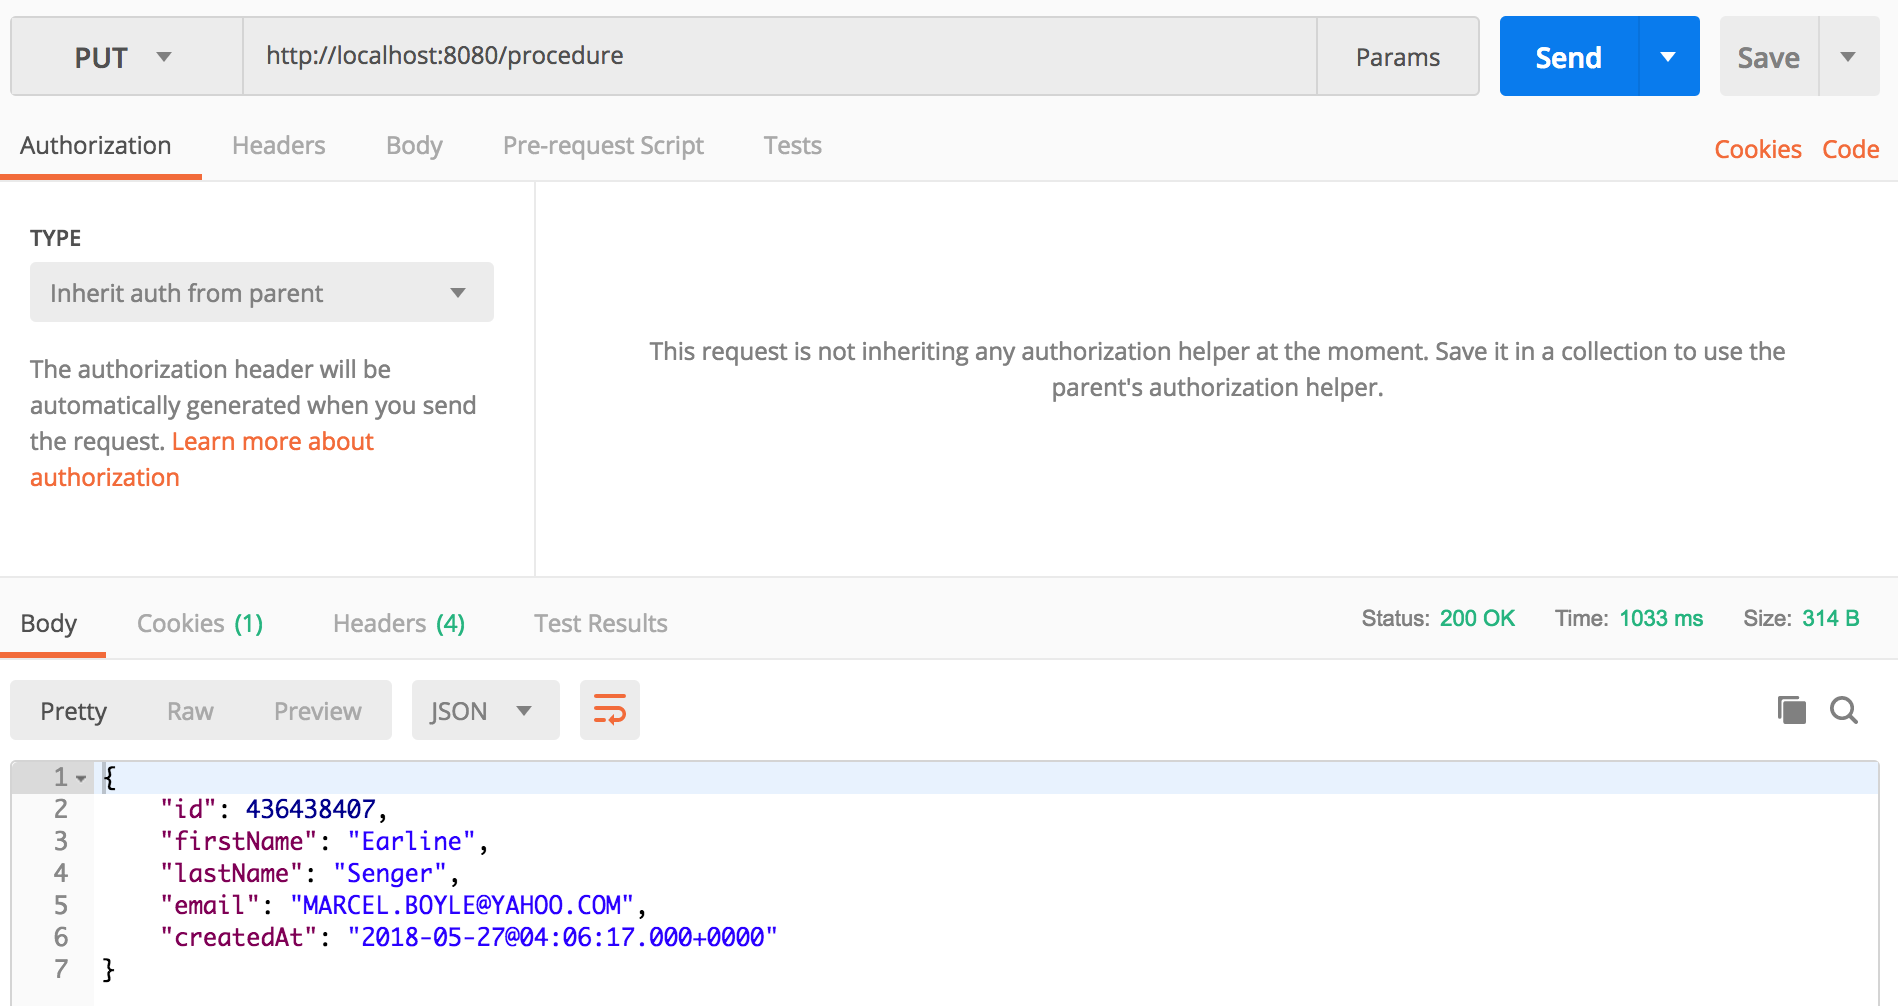 PUT http://localhost:8080/procedure Params Send Save
Authorization Headers Body Pre-request Script Tests Cookies Code
TYPE
Inherit auth from parent
The authorization header will be
automatically generated when you send
the request. Learn more about
authorization
This request is not inheriting any authorization helper at the moment. Save it in a collection to use the
parent's authorization helper.
Body Cookies (1) Headers (4) Test Results Status: 200 OK Time: 1033 ms Size: 314 B
Pretty Raw Preview JSON
1 {
2 "id": 436438407,
3 "firstName": "Earline",
4 "lastName": "Senger",
5 "email": "MARCEL.BOYLE@YAHOO.COM",
6 "createdAt": "2018-05-27@04:06:17.000+0000"
7 }